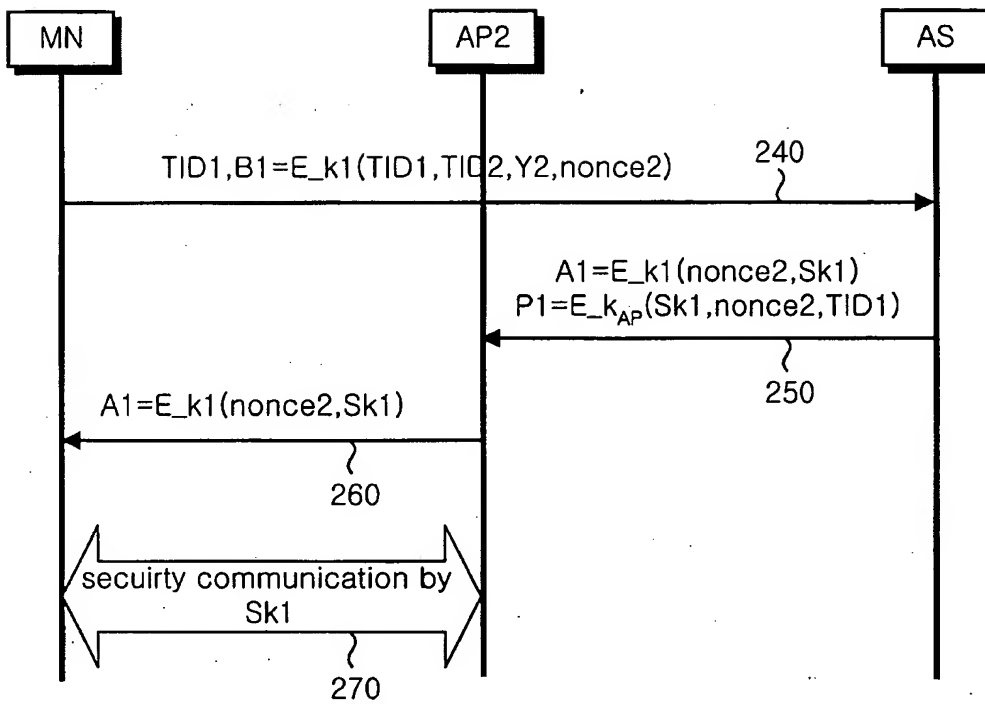 MN
AP2
AS
240
TID1,B1=E_k1(TID1,TID2,Y2,nonce2)
A1=E_k1(nonce2,Sk1)
P1=E_kAP(Sk1,nonce2,TID1)
250
A1=E_k1(nonce2,Sk1)
260
secuirty communication by
Sk1
270